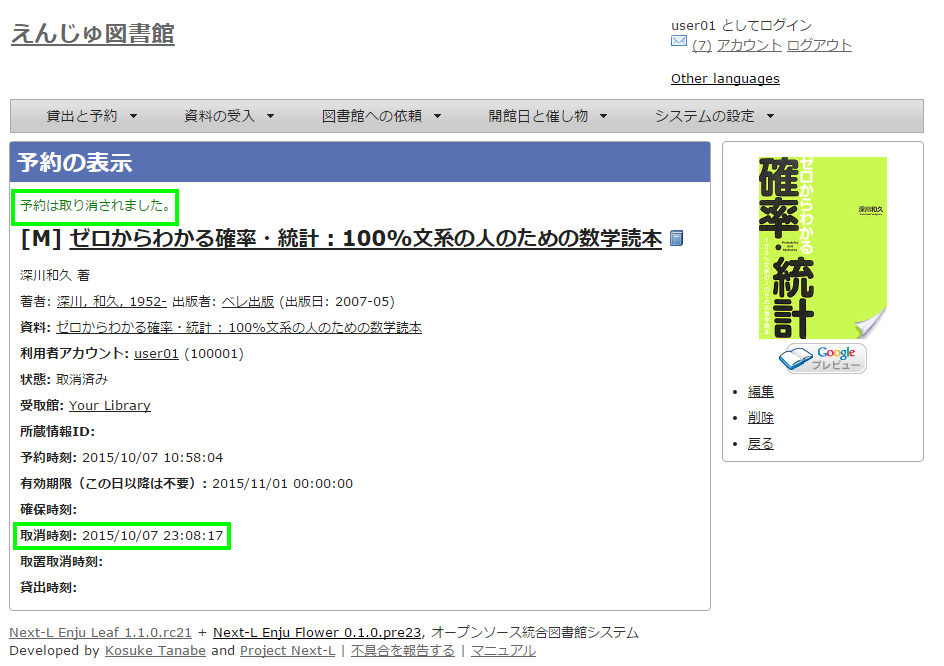 えんじゅ図書館
user01 としてログイン
(7) アカウント ログアウト
Other languages
貸出と予約 ▼ 資料の受入 ▼ 図書館への依頼 ▼ 開館日と催し物 ▼ システムの設定 ▼
予約の表示
予約は取り消されました。
[M] ゼロからわかる確率・統計 : 100%文系の人のための数学読本
深川和久 著
著者: 深川, 和久, 1952- 出版者: ベレ出版 (出版日: 2007-05)
資料: ゼロからわかる確率・統計 : 100%文系の人のための数学読本
利用者アカウント: user01 (100001)
状態: 取消済み
受取館: Your Library
所蔵情報ID:
予約時刻: 2015/10/07 10:58:04
有効期限（この日以降は不要）: 2015/11/01 00:00:00
確保時刻:
取消時刻: 2015/10/07 23:08:17
取置取消時刻:
貸出時刻:
ゼロからわかる
確率・統計
深川和久
Probability and Statistics
100%文系の人のための数学読本
Google
プレビュー
• 編集
• 削除
• 戻る
Next-L Enju Leaf 1.1.0.rc21 + Next-L Enju Flower 0.1.0.pre23, オープンソース統合図書館システム
Developed by Kosuke Tanabe and Project Next-L | 不具合を報告する | マニュアル